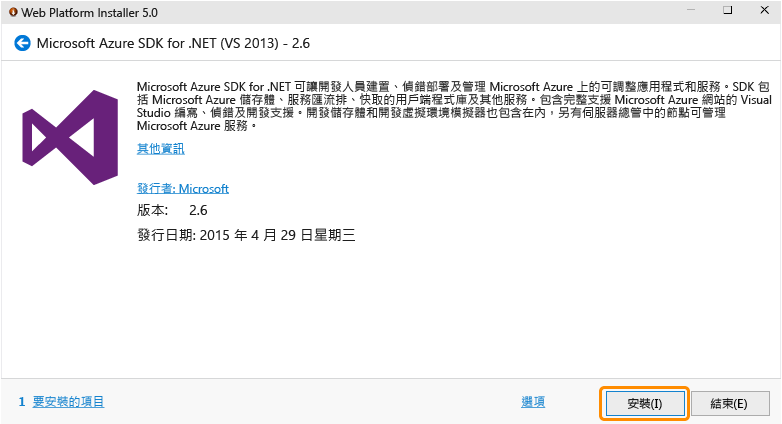 Web Platform Installer 5.0
Microsoft Azure SDK for .NET (VS 2013) - 2.6
Microsoft Azure SDK for .NET 可讓開發人員建置、偵錯部署及管理 Microsoft Azure 上的可調整應用程式和服務。SDK 包
括 Microsoft Azure 儲存體、服務匯流排、快取的用戶端程式庫及其他服務。包含完整支援 Microsoft Azure 網站的 Visual
Studio 編寫、偵錯及開發支援。開發儲存體和開發虛擬環境模擬器也包含在內，另有伺服器總管中的節點可管理
Microsoft Azure 服務。
其他資訊
發行者: Microsoft
版本: 2.6
發行日期: 2015 年 4 月 29 日星期三
1 要安裝的項目
選項
安裝(I)
結束(E)